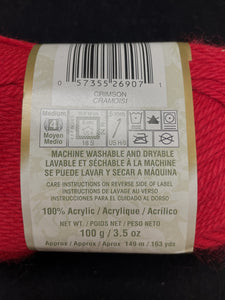 CRIMSON
CRAMOISI
0 57355 26907 1
Medium
4
Moyen
5 mm
US H/8
MACHINE WASHABLE AND DRYABLE
LAVABLE ET SÉCHABLE À LA MACHINE
SE PUEDE LAVAR Y SECAR A MÁQUINA
CARE INSTRUCTIONS ON REVERSE SIDE OF LABEL
INSTRUCTIONS DE LAVAGE AU VERSO
INSTRUCCIONES PARA EL CUIDADO AL DORSO
100% Acrylic / Acrylique / Acrílico
NET WT. / POIDS NET / PESO NETO
100 g / 3.5 oz
Approx / Approx / Aprox 149 m / 163 yds